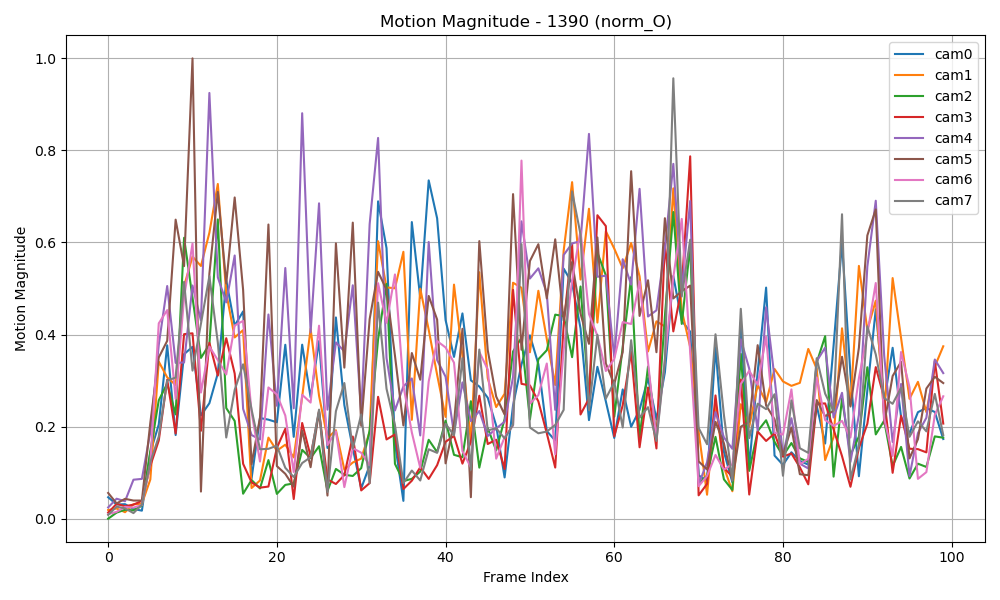 Motion Magnitude - 1390 (norm_O)
Motion Magnitude
1.0
0.8
0.6
0.4
0.2
0.0
0
20
40
60
80
100
Frame Index
cam0
cam1
cam2
cam3
cam4
cam5
cam6
cam7